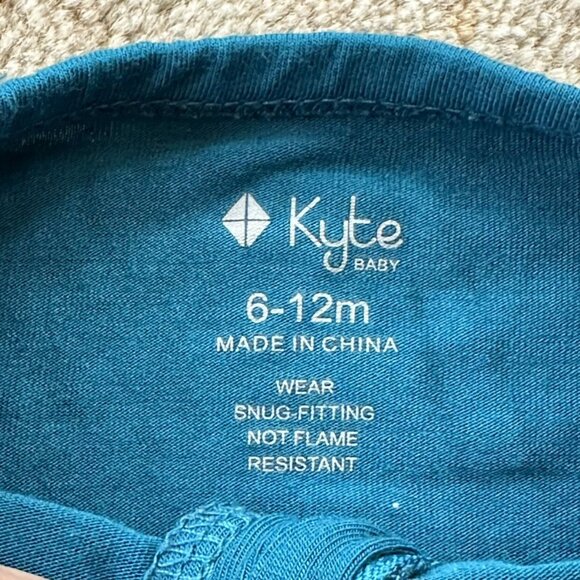 Kyte
BABY
6-12m
MADE IN CHINA
WEAR
SNUG-FITTING
NOT FLAME
RESISTANT